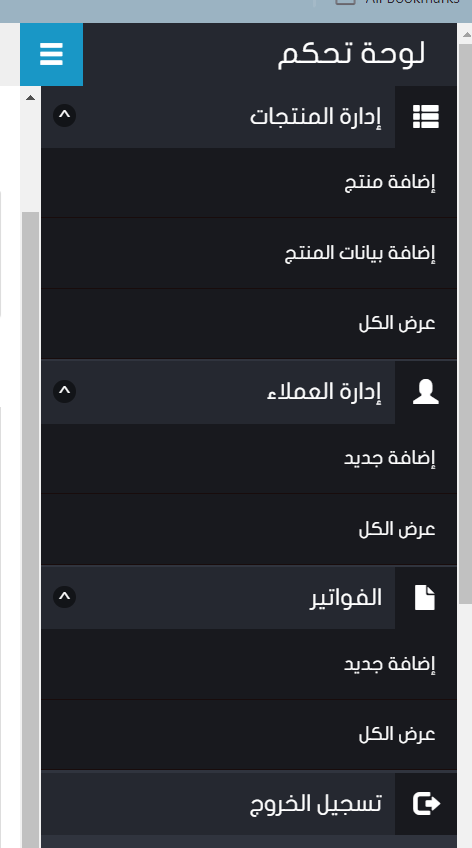 All Bookmarks
لوحة تحكم
إدارة المنتجات
إضافة منتج
إضافة بيانات المنتج
عرض الكل
إدارة العملاء
إضافة جديد
عرض الكل
الفواتير
إضافة جديد
عرض الكل
تسجيل الخروج